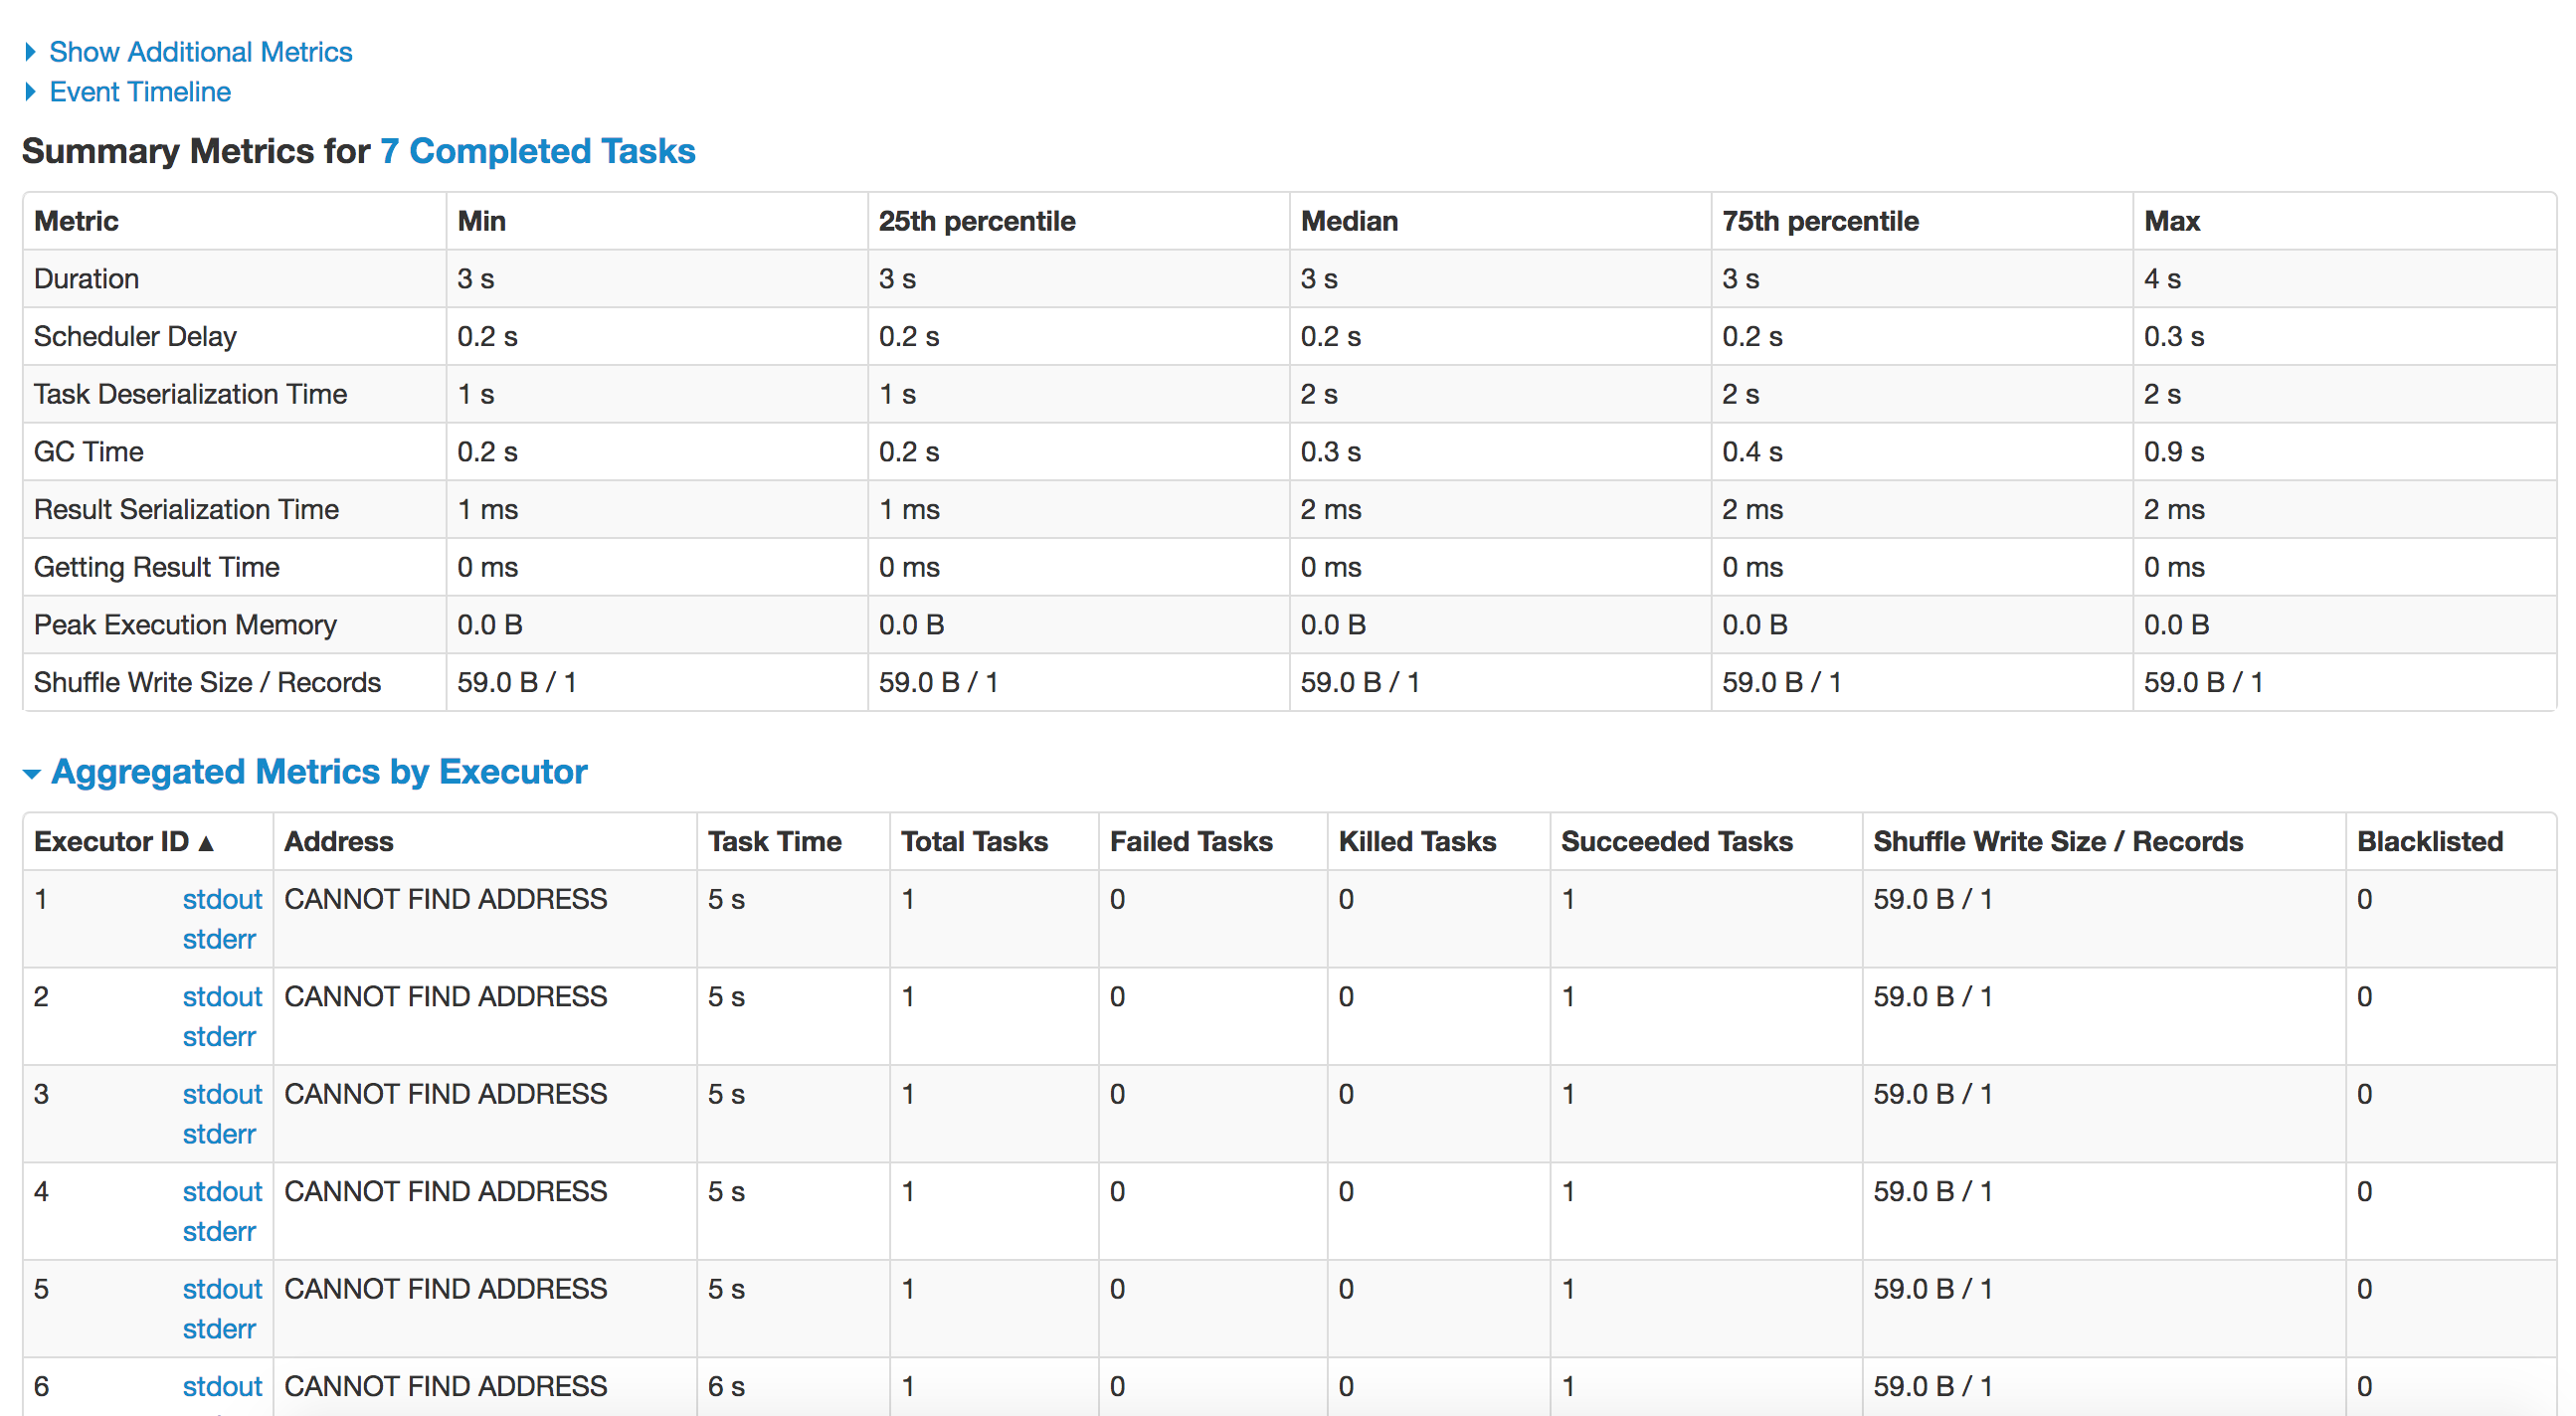 Show Additional Metrics
Event Timeline
Summary Metrics for 7 Completed Tasks
Metric Min 25th percentile Median 75th percentile Max
Duration 3 s 3 s 3 s 3 s 4 s
Scheduler Delay 0.2 s 0.2 s 0.2 s 0.2 s 0.3 s
Task Deserialization Time 1 s 1 s 2 s 2 s 2 s
GC Time 0.2 s 0.2 s 0.3 s 0.4 s 0.9 s
Result Serialization Time 1 ms 1 ms 2 ms 2 ms 2 ms
Getting Result Time 0 ms 0 ms 0 ms 0 ms 0 ms
Peak Execution Memory 0.0 B 0.0 B 0.0 B 0.0 B 0.0 B
Shuffle Write Size / Records 59.0 B / 1 59.0 B / 1 59.0 B / 1 59.0 B / 1 59.0 B / 1
Aggregated Metrics by Executor
Executor ID ▲ Address Task Time Total Tasks Failed Tasks Killed Tasks Succeeded Tasks Shuffle Write Size / Records Blacklisted
1 stdout CANNOT FIND ADDRESS 5 s 1 0 0 1 59.0 B / 1 0
stderr
2 stdout CANNOT FIND ADDRESS 5 s 1 0 0 1 59.0 B / 1 0
stderr
3 stdout CANNOT FIND ADDRESS 5 s 1 0 0 1 59.0 B / 1 0
stderr
4 stdout CANNOT FIND ADDRESS 5 s 1 0 0 1 59.0 B / 1 0
stderr
5 stdout CANNOT FIND ADDRESS 5 s 1 0 0 1 59.0 B / 1 0
stderr
6 stdout CANNOT FIND ADDRESS 6 s 1 0 0 1 59.0 B / 1 0